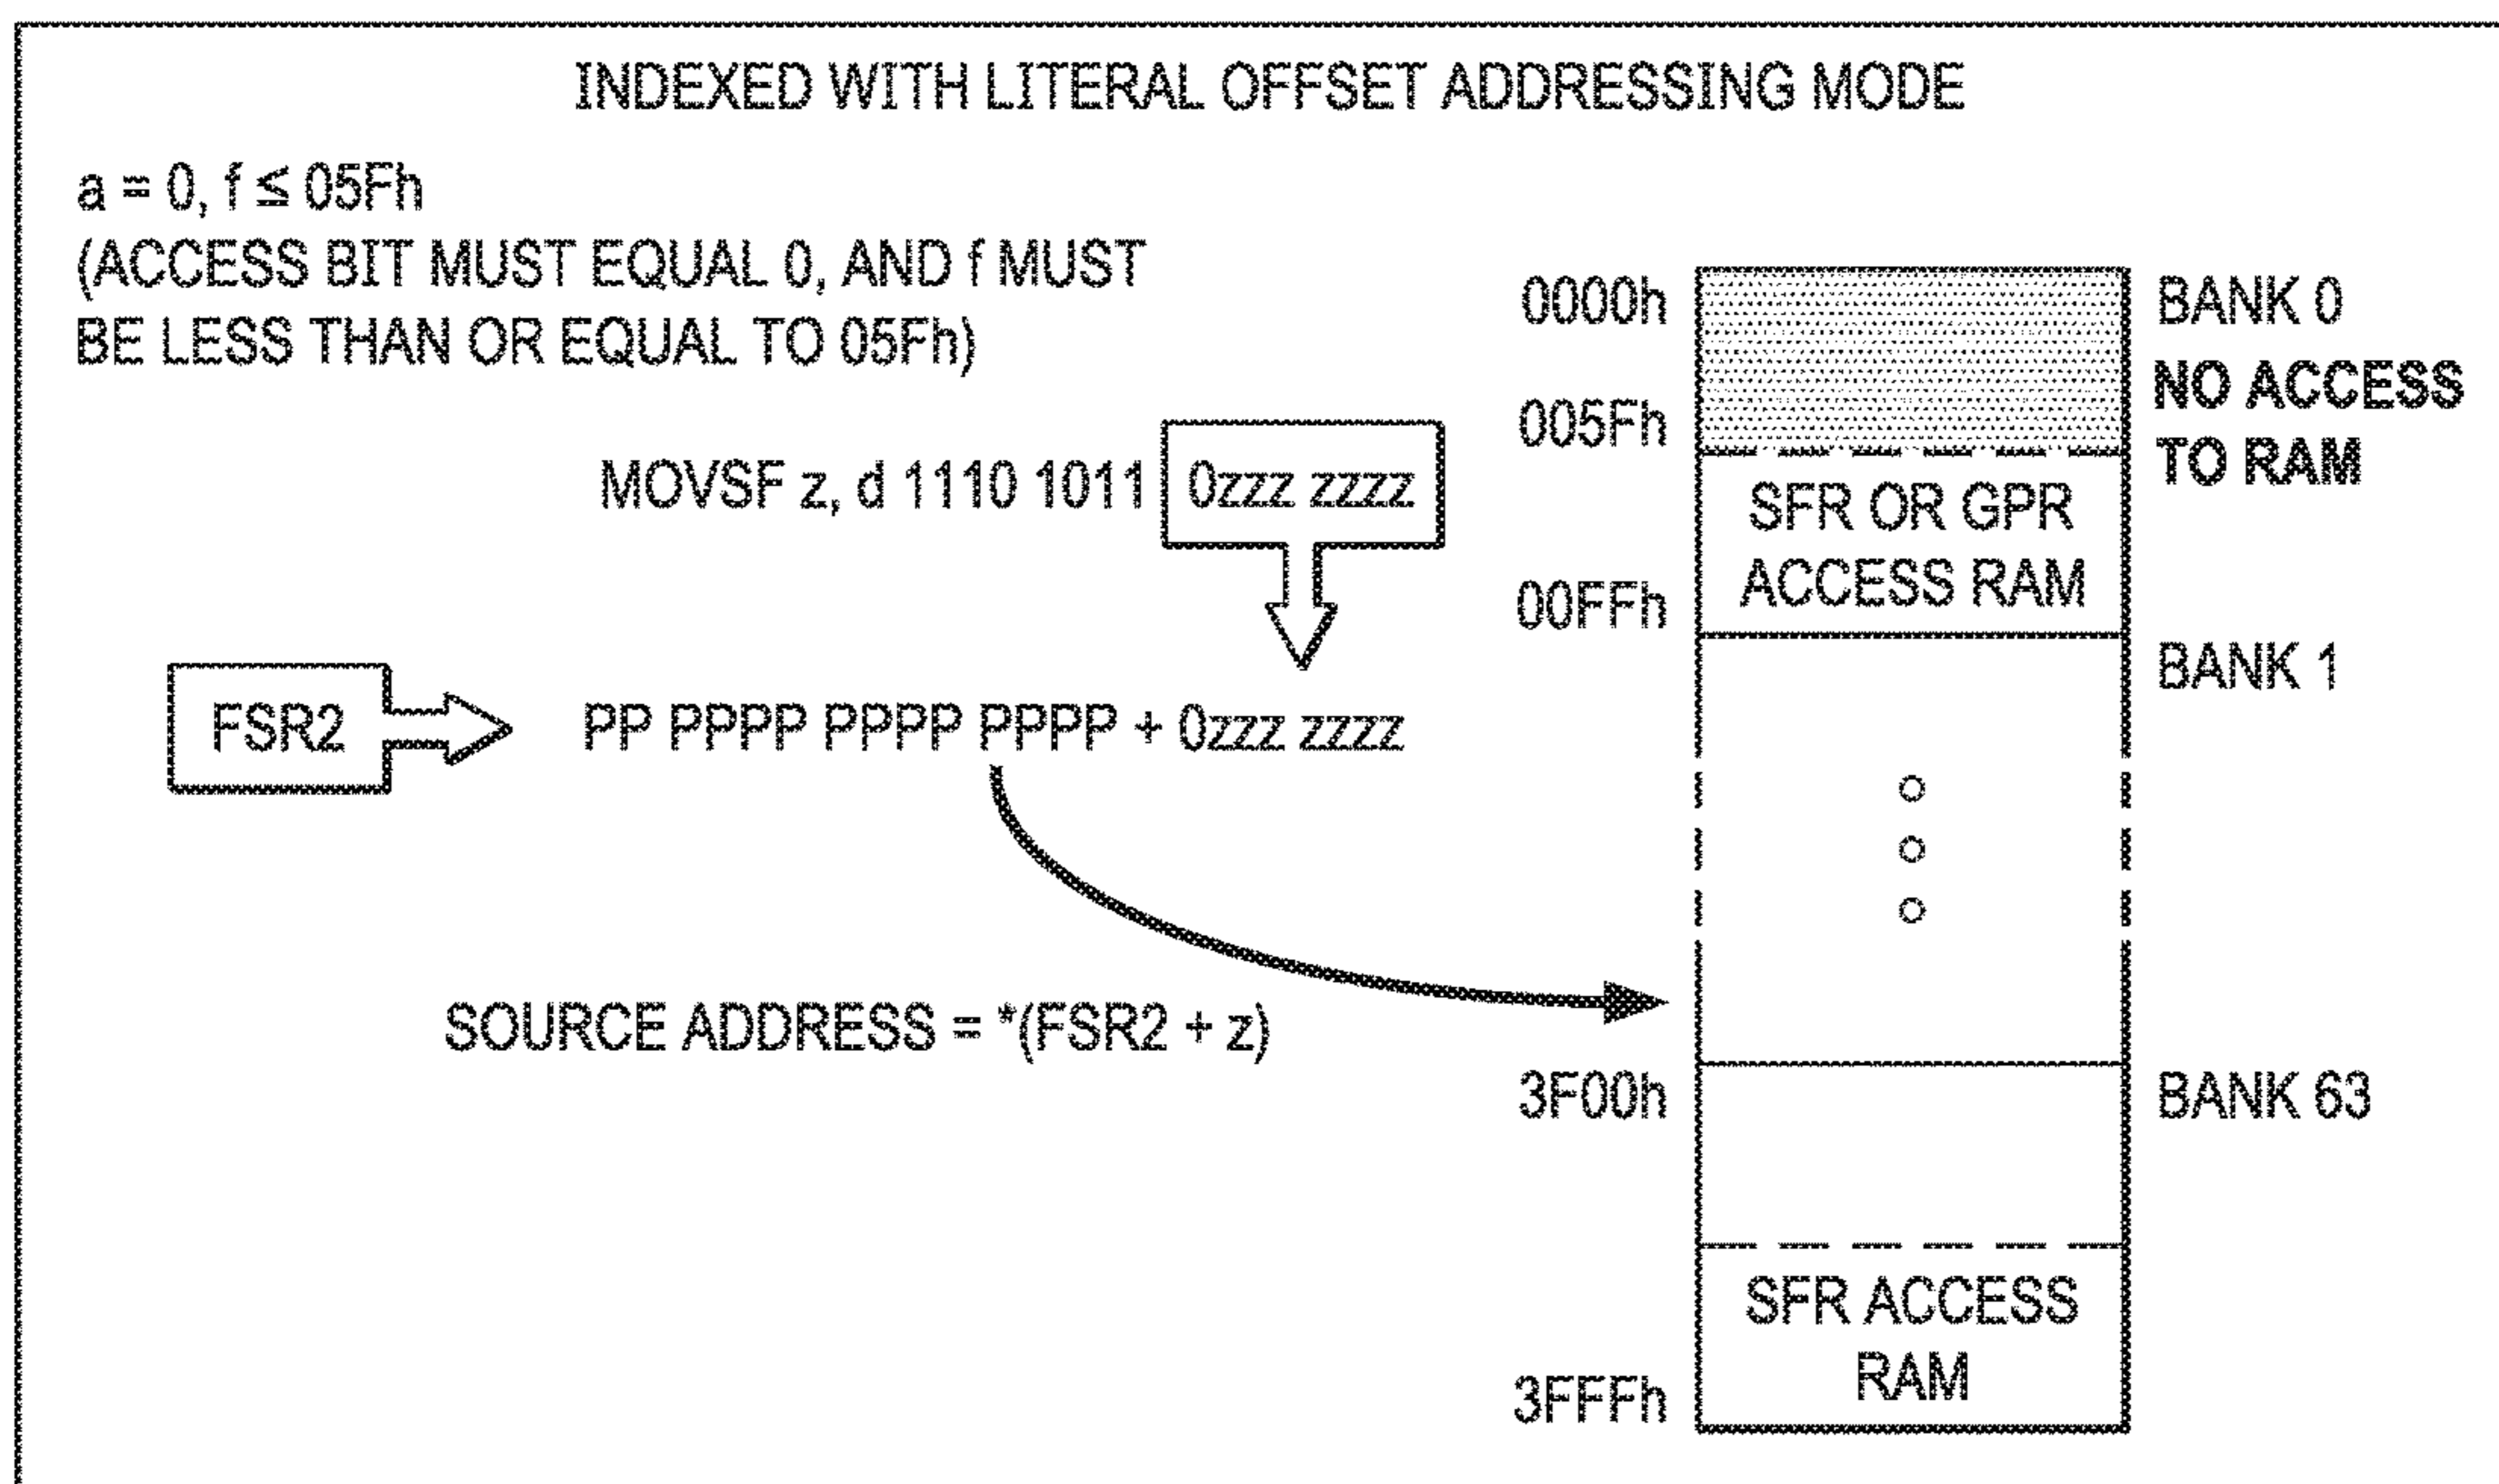 INDEXED WITH LITERAL OFFSET ADDRESSING MODE
a = 0, f ≤ 05Fh
(ACCESS BIT MUST EQUAL 0, AND f MUST
BE LESS THAN OR EQUAL TO 05Fh)
MOVSF z, d 1110 1011 0zzz zzzz
FSR2
PP PPPP PPPP PPPP + 0zzz zzzz
SOURCE ADDRESS = *(FSR2 + z)
0000h
005Fh
00FFh
3F00h
3FFFh
SFR OR GPR
ACCESS RAM
SFR ACCESS
RAM
BANK 0
NO ACCESS
TO RAM
BANK 1
BANK 63